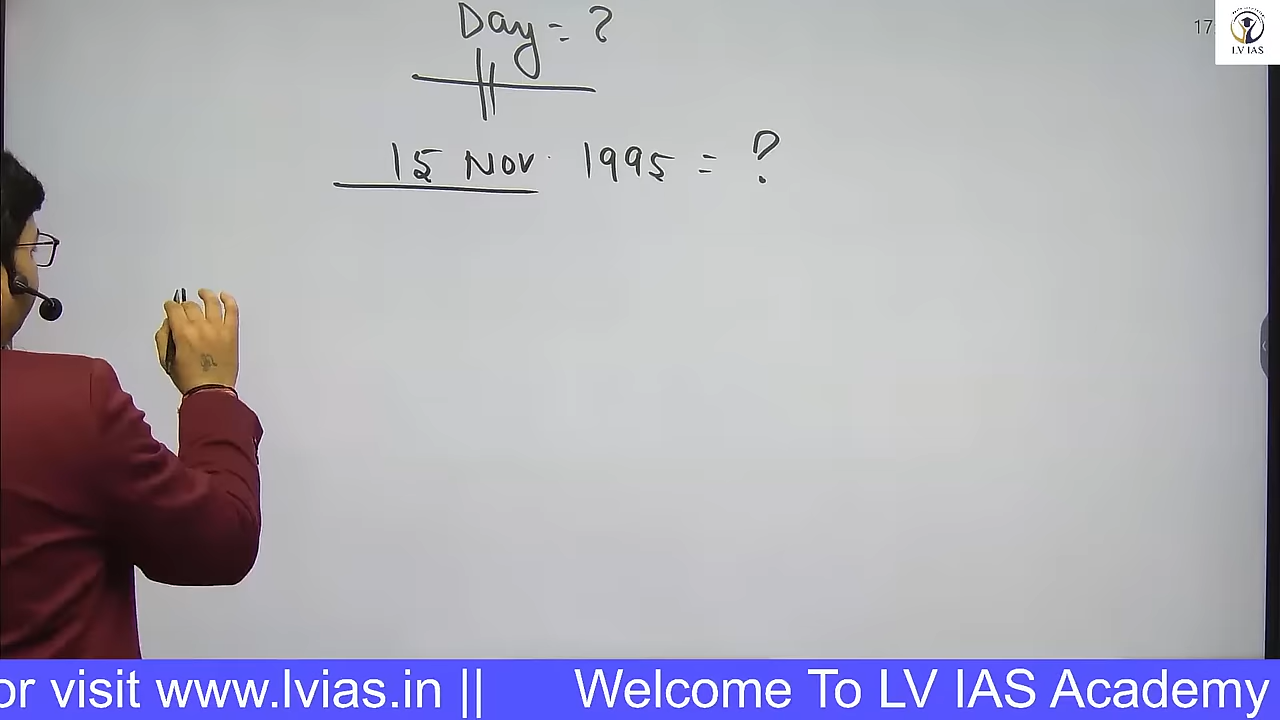 Day = ?
17
LV IAS
15 Nov. 1995 = ?
or visit www.lvias.in || Welcome To LV IAS Academy